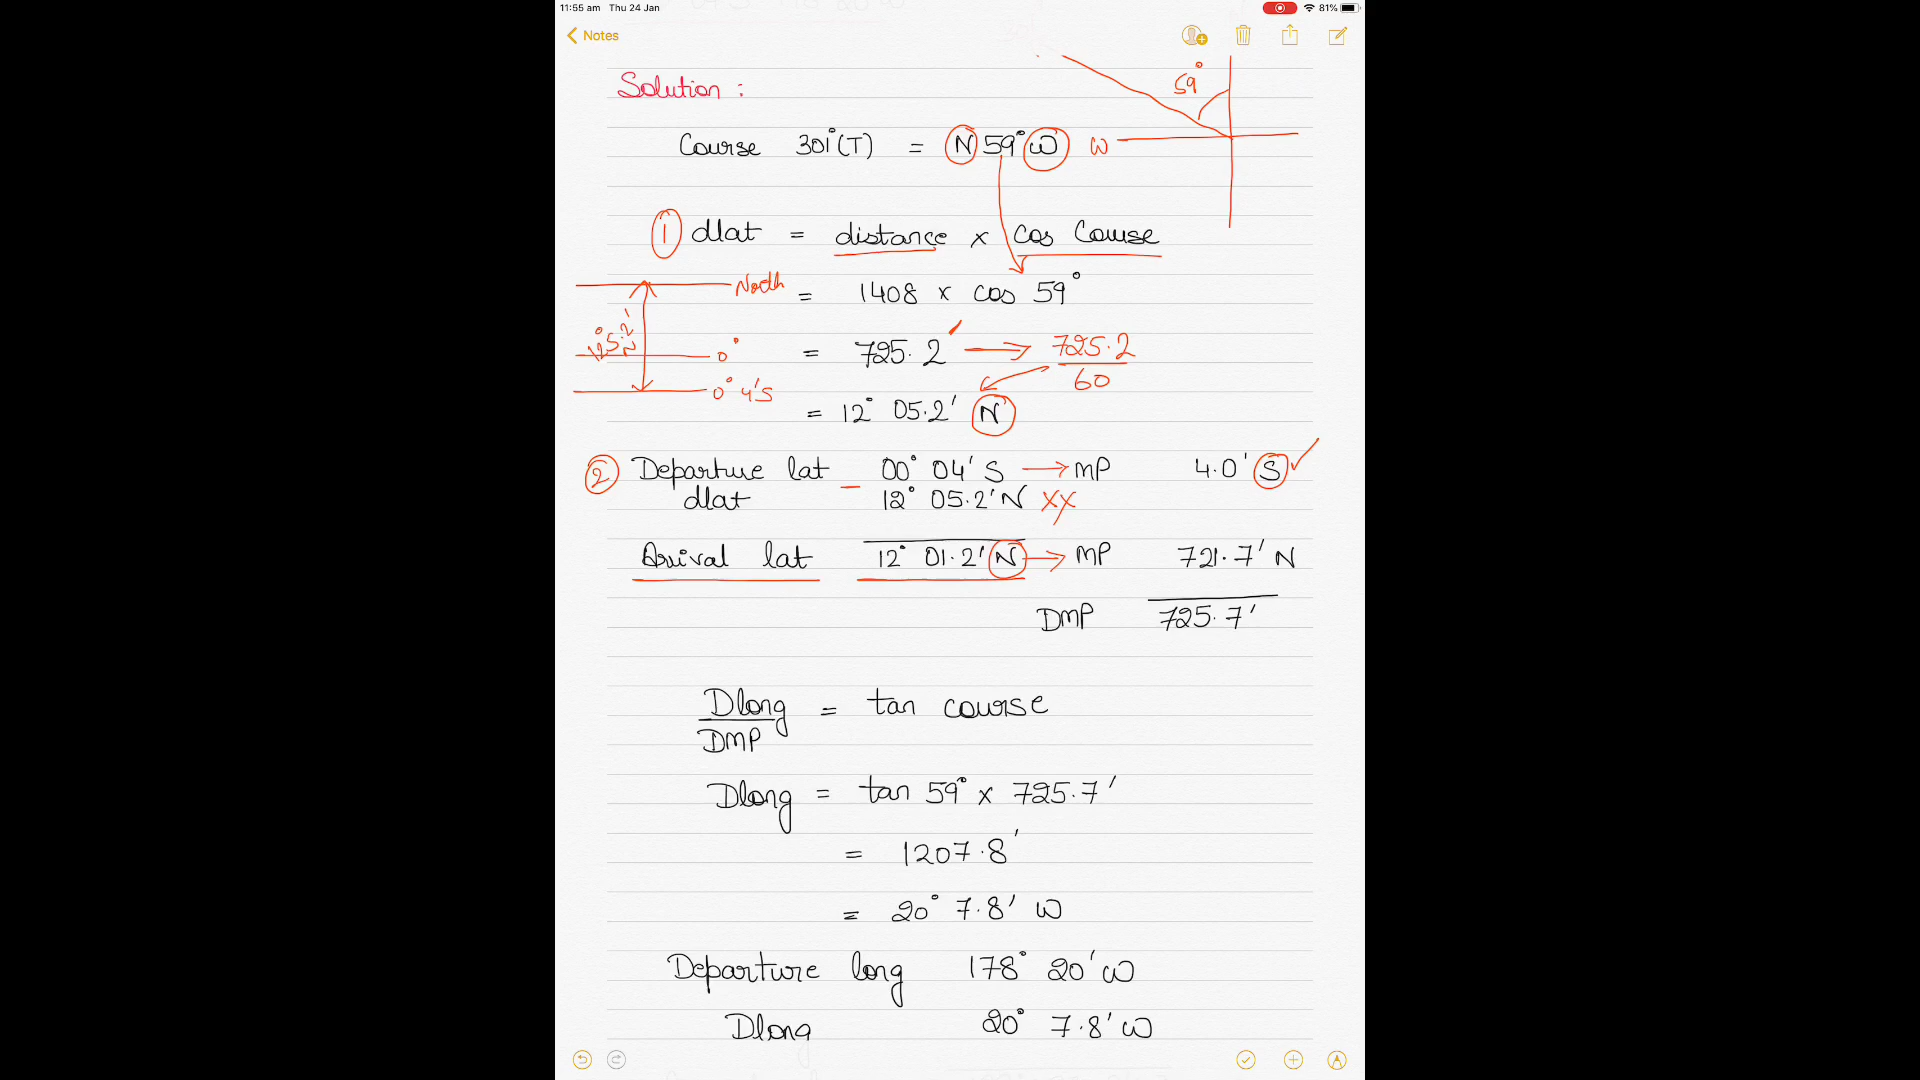 11:55 am Thu 24 Jan 81%
Notes
Solution :
59°
Course 301°(T) = N 59° W W
① dlat = distance x cos Course
North
= 1408 x cos 59°
12° 5.2' N
0°
= 725.2' → 725.2
60
0° 4'S
= 12° 05.2' N
② Departure lat 00° 04' S → MP 4.0' S ✓
dlat – 12° 05.2' N XX
Arrival lat 12° 01.2' N → MP 721.7' N
DMP 725.7'
Dlong = tan course
DMP
Dlong = tan 59° x 725.7'
= 1207.8'
= 20° 7.8' W
Departure long 178° 20' W
Dlong 20° 7.8' W